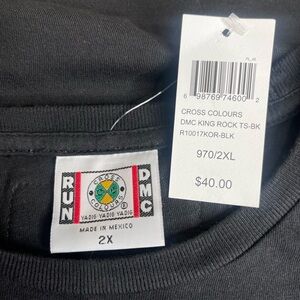 6 98769 74600 2
CROSS COLOURS
DMC KING ROCK TS-BK
R10017KOR-BLK
970/2XL
$40.00
RUN
CROSS
COLOURS
®
DMC
YADIG YADIG YADIG
MADE IN MEXICO
2X